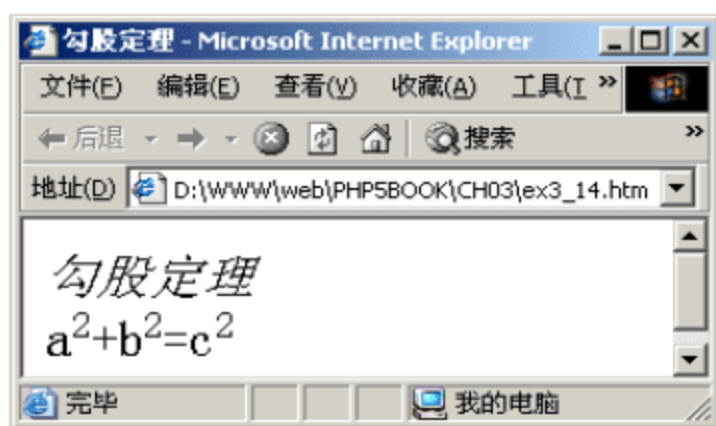 勾股定理 - Microsoft Internet Explorer
文件(F) 编辑(E) 查看(V) 收藏(A) 工具(T »
后退 搜索 »
地址(D) D:\WWW\web\PHP5BOOK\CH03\ex3_14.htm
勾股定理
a²+b²=c²
完毕 我的电脑